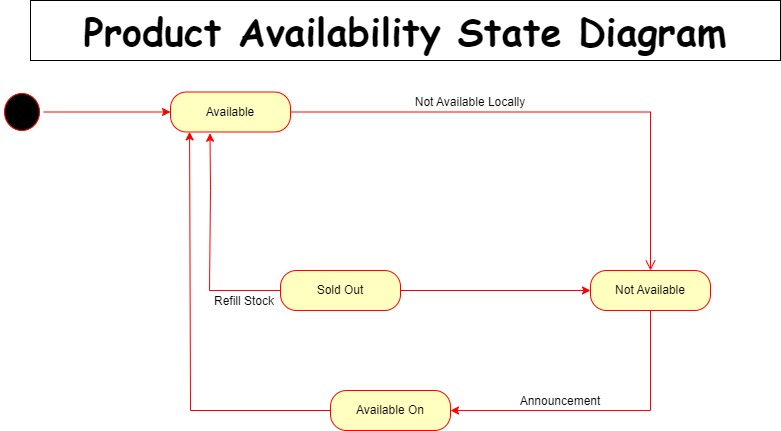 Product Availability State Diagram
Not Available Locally
Available
Sold Out
Not Available
Refill Stock
Announcement
Available On